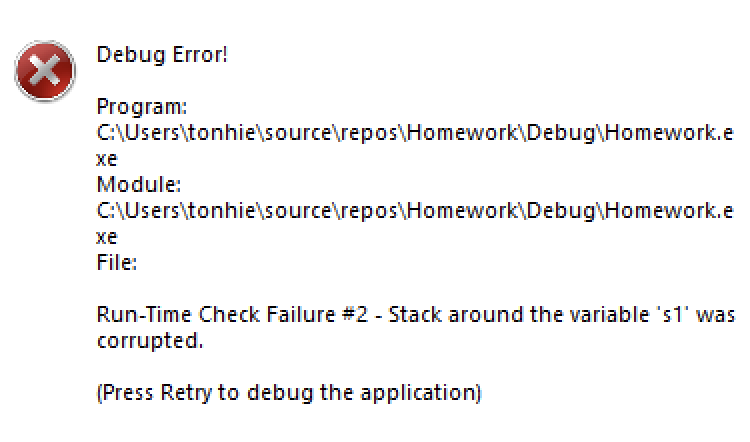 Debug Error!
Program:
C:\Users\tonhie\source\repos\Homework\Debug\Homework.e
xe
Module:
C:\Users\tonhie\source\repos\Homework\Debug\Homework.e
xe
File:
Run-Time Check Failure #2 - Stack around the variable 's1' was
corrupted.
(Press Retry to debug the application)